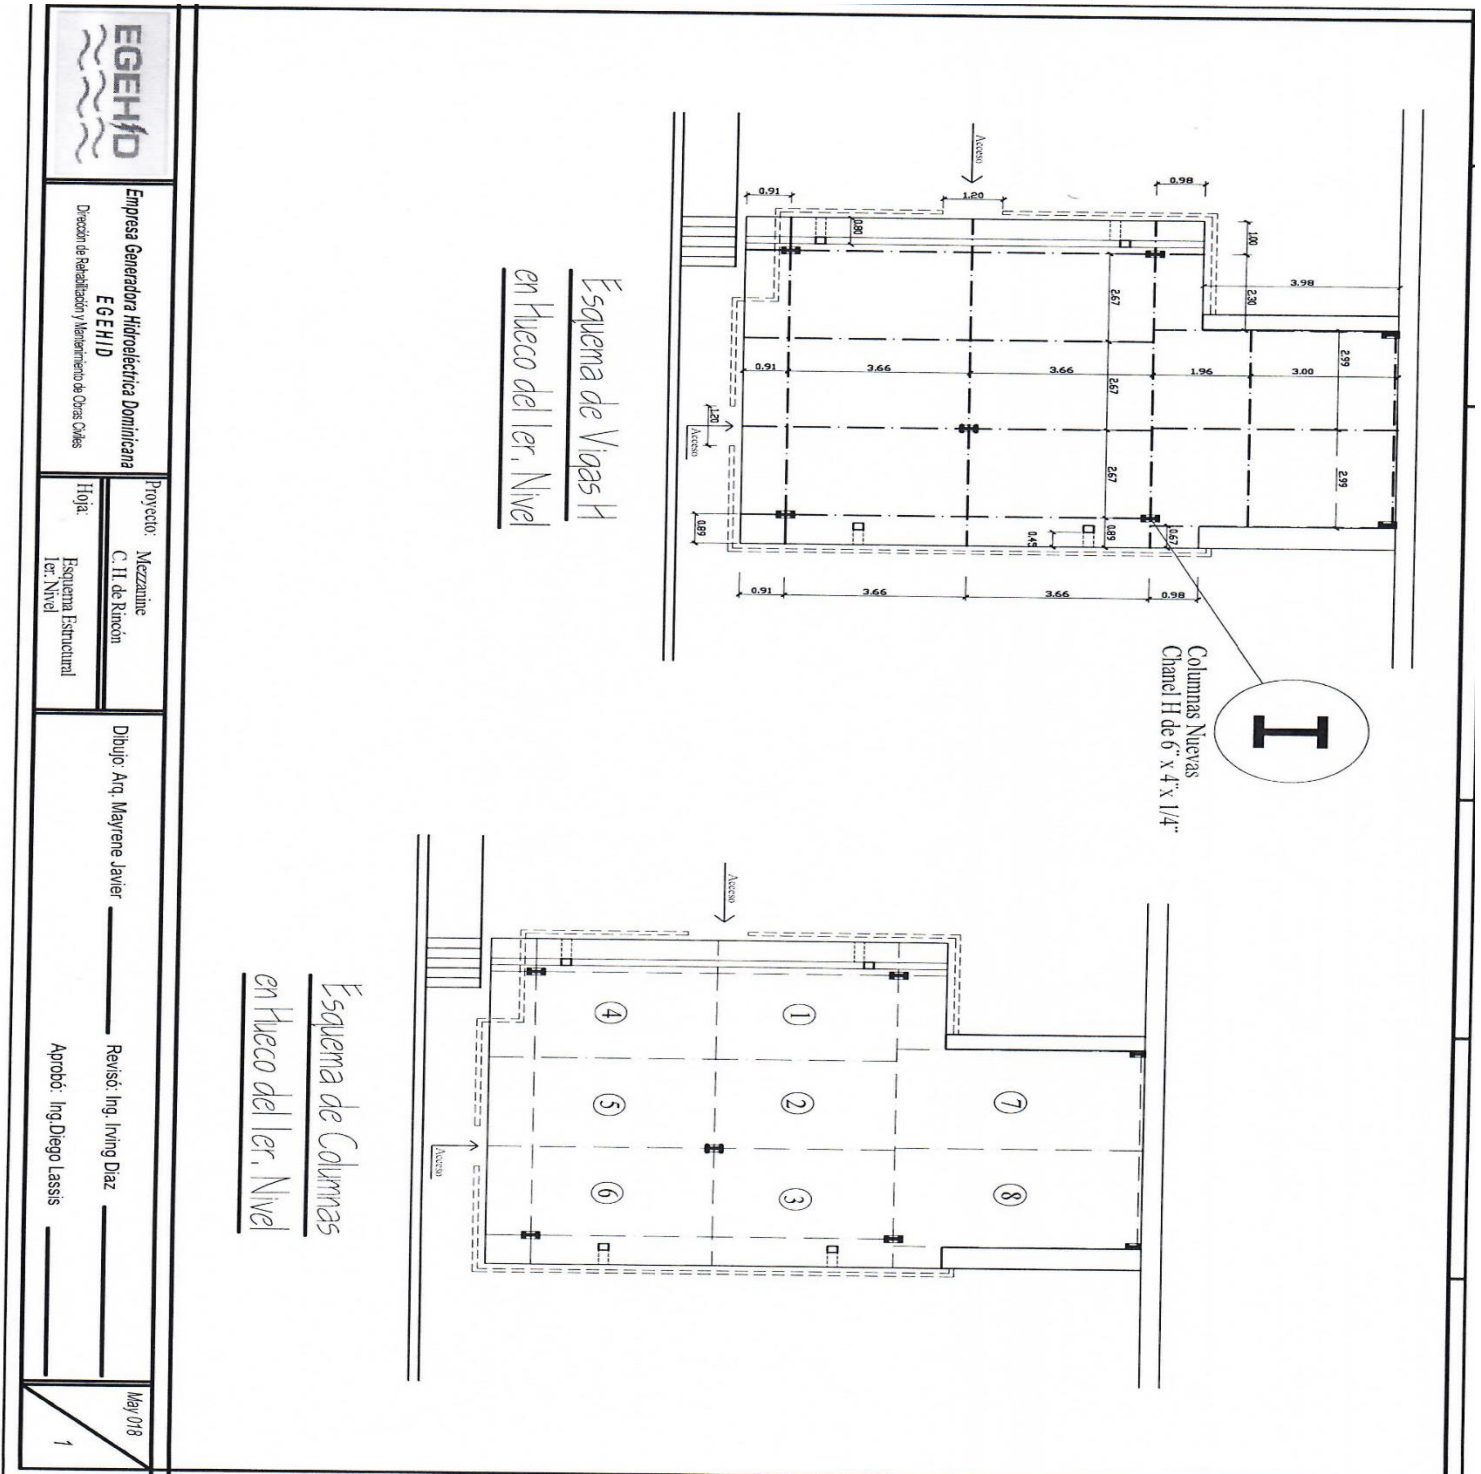 Acceso
0.91
1.20
0.98
0.80
1.00
2.30
3.98
2.67
2.99
0.91
3.66
3.66
1.96
3.00
2.67
1.20
Acceso
2.67
2.99
0.89
0.45
0.89
0.67
0.91
3.66
3.66
0.98
Esquema de Vigas H
en Hueco del 1er. Nivel
Columnas Nuevas
Chanel H de 6" x 4" x 1/4"
Acceso
4
1
5
2
7
6
3
8
Acceso
Esquema de Columnas
en Hueco del 1er. Nivel
EGEHID
Empresa Generadora Hidroeléctrica Dominicana
EGEHID
Dirección de Rehabilitación y Mantenimiento de Obras Civiles
Proyecto: Mezzanine
C. H. de Rincón
Hoja: Esquema Estructural
1er. Nivel
Dibujo: Arq. Mayrene Javier
Revisó: Ing. Irving Diaz
Aprobó: Ing.Diego Lassis
May 018
1